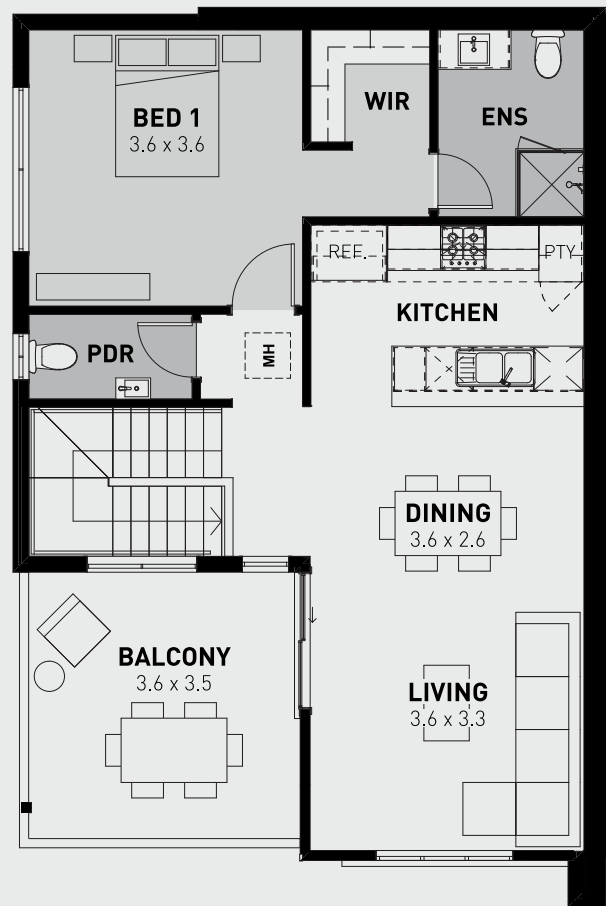 BED 1
3.6 x 3.6
WIR
ENS
REF.
PTY
KITCHEN
PDR
MH
DINING
3.6 x 2.6
BALCONY
3.6 x 3.5
LIVING
3.6 x 3.3